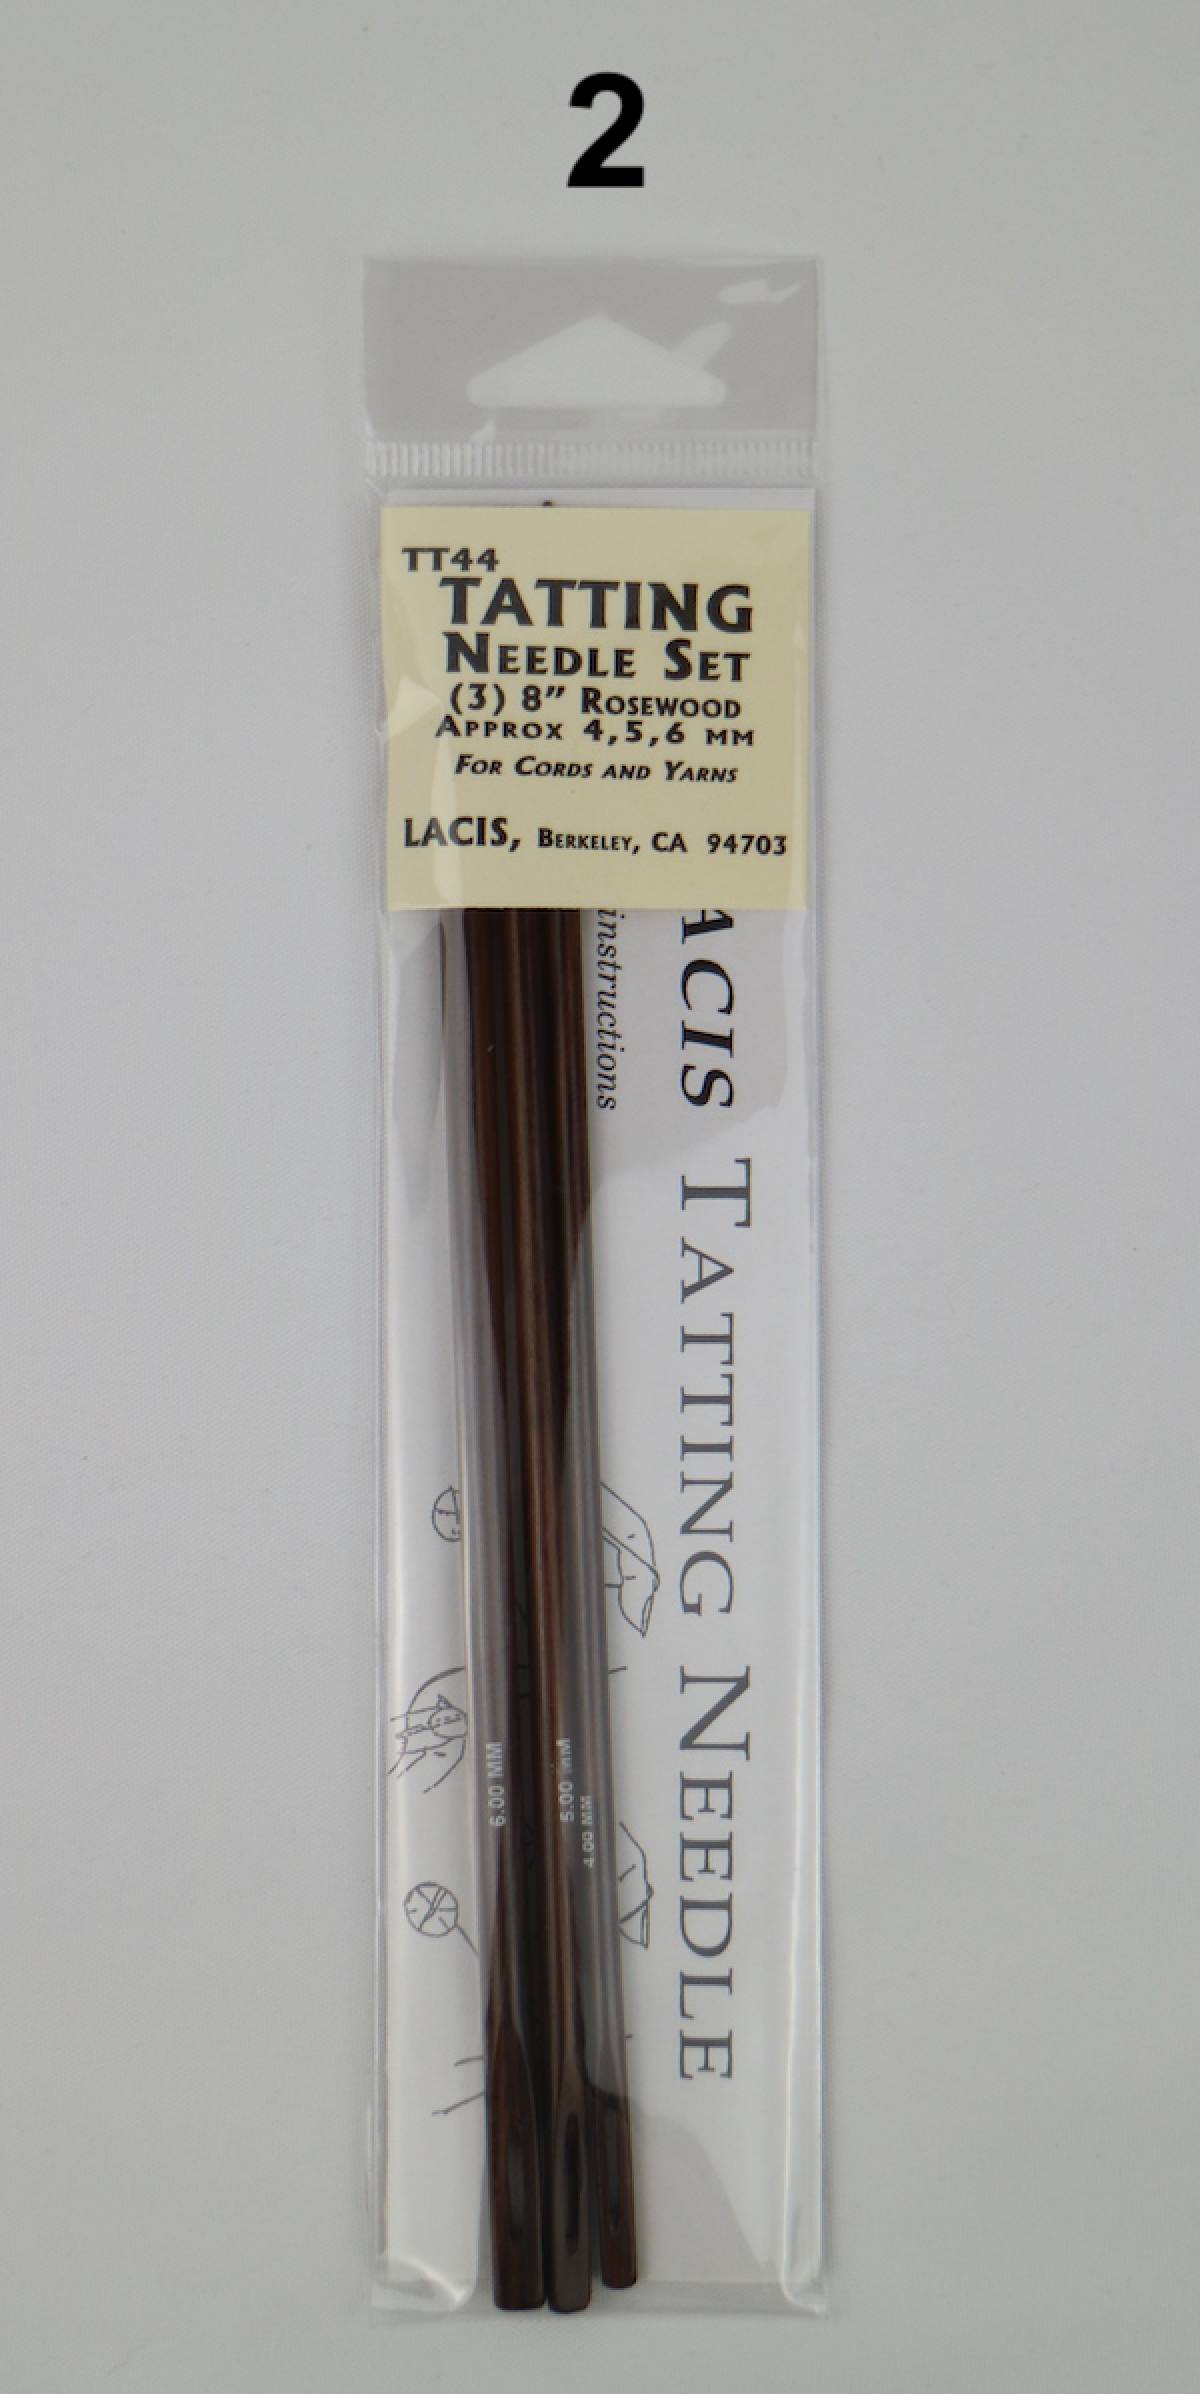 2
TT44
TATTING
NEEDLE SET
(3) 8" ROSEWOOD
APPROX 4,5,6 MM
FOR CORDS AND YARNS
LACIS, BERKELEY, CA 94703
instructions
ACIS TATTING NEEDLE
6.00 MM
5.00 MM
4.00 MM